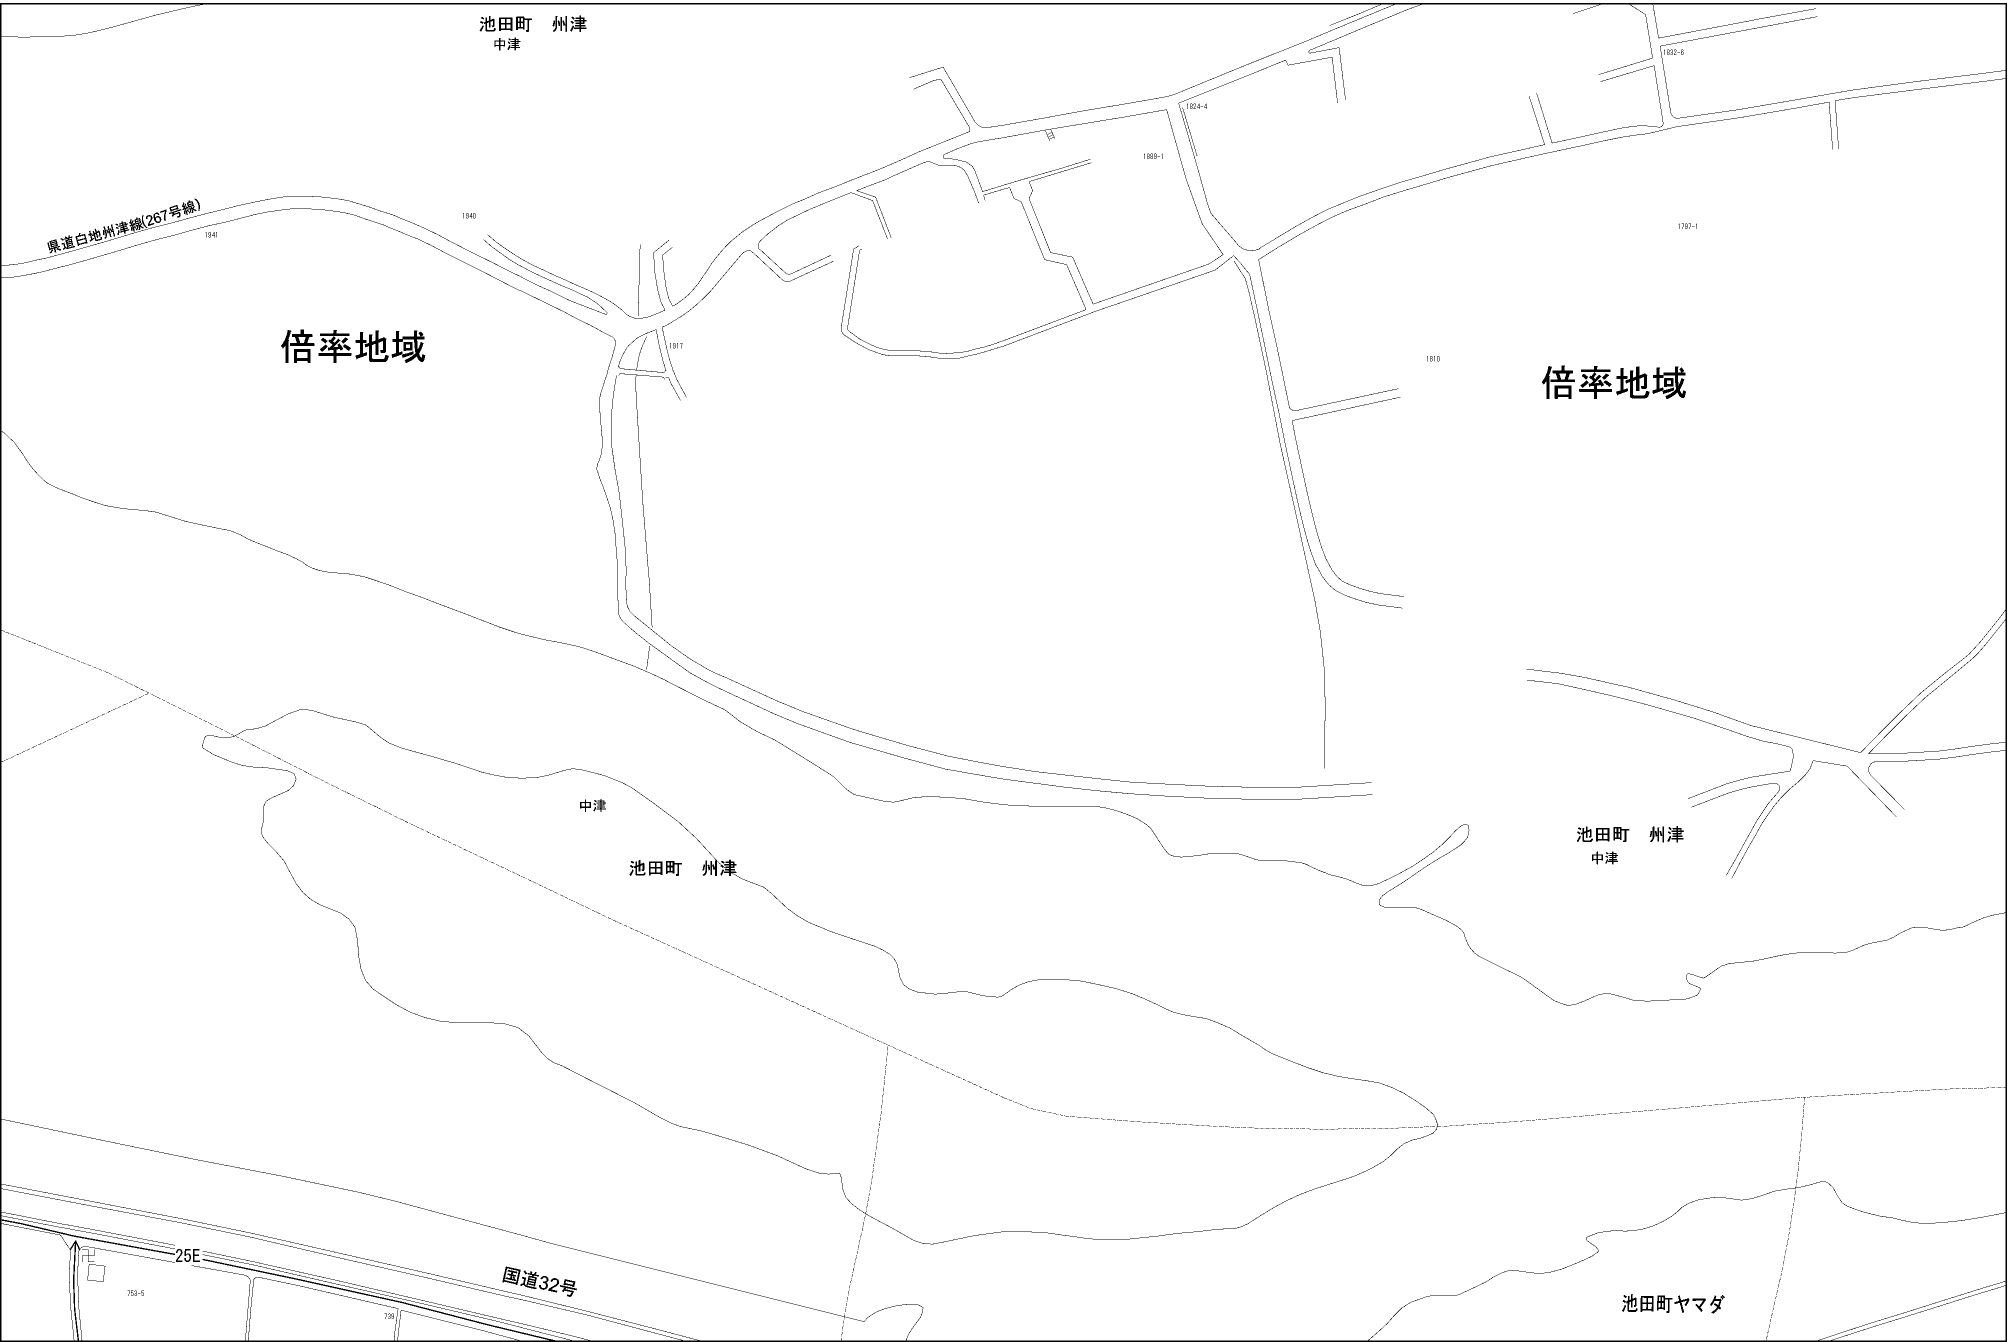 池田町　州津
中津
1832-6
1824-4
1889-1
県道白地州津線(267号線)
1940
1941
1797-1
倍率地域
1917
1810
倍率地域
中津
池田町　州津
池田町　州津
中津
25E
国道32号
753-5
739
池田町ヤマダ